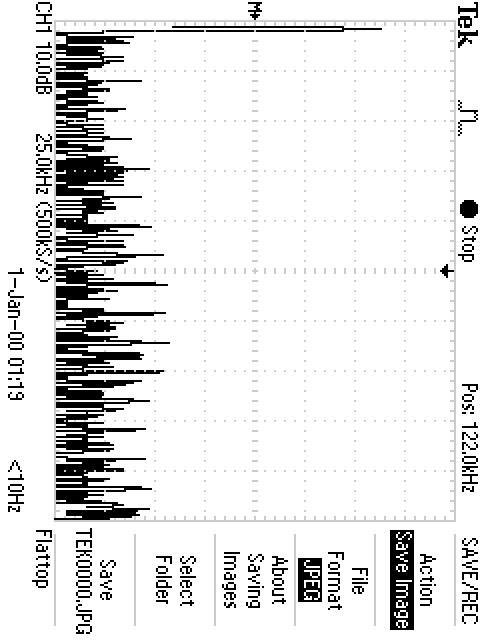 Tek
Stop
Pos: 122.0kHz
SAVE/REC
M
Action
Save Image
File
Format
JPEG
About
Saving
Images
Select
Folder
Save
TEK0000.JPG
CH1 10.0dB
25.0kHz (500kS/s)
Flattop
1-Jan-00 01:19
<10Hz